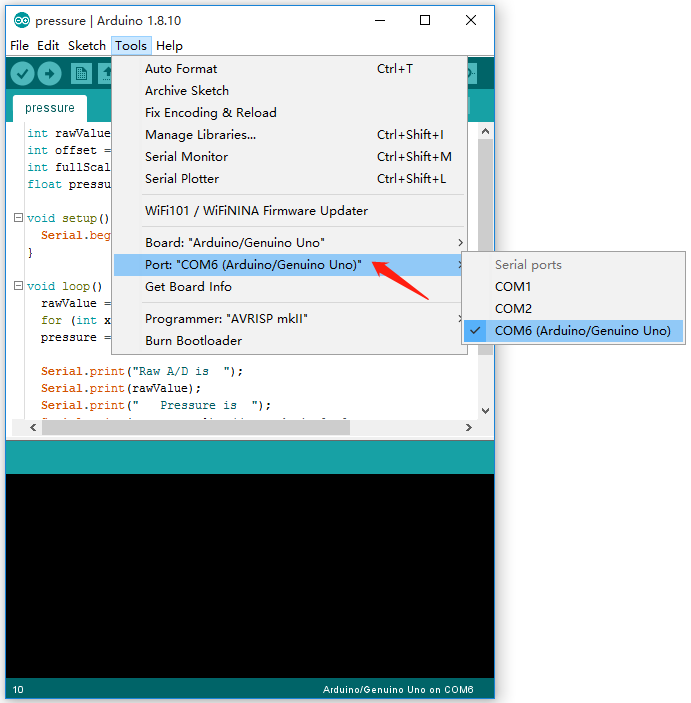 pressure | Arduino 1.8.10
File Edit Sketch Tools Help
pressure
Auto Format Ctrl+T
Archive Sketch
Fix Encoding & Reload
Manage Libraries... Ctrl+Shift+I
Serial Monitor Ctrl+Shift+M
Serial Plotter Ctrl+Shift+L
WiFi101 / WiFiNINA Firmware Updater
Board: "Arduino/Genuino Uno"
Port: "COM6 (Arduino/Genuino Uno)"
Get Board Info
Programmer: "AVRISP mkII"
Burn Bootloader
Serial ports
COM1
COM2
COM6 (Arduino/Genuino Uno)
int rawValue
int offset =
int fullScal
float pressu
void setup()
Serial.beg
}
void loop()
rawValue =
for (int x
pressure =
Serial.print("Raw A/D is  ");
Serial.print(rawValue);
Serial.print("   Pressure is  ");
10
Arduino/Genuino Uno on COM6